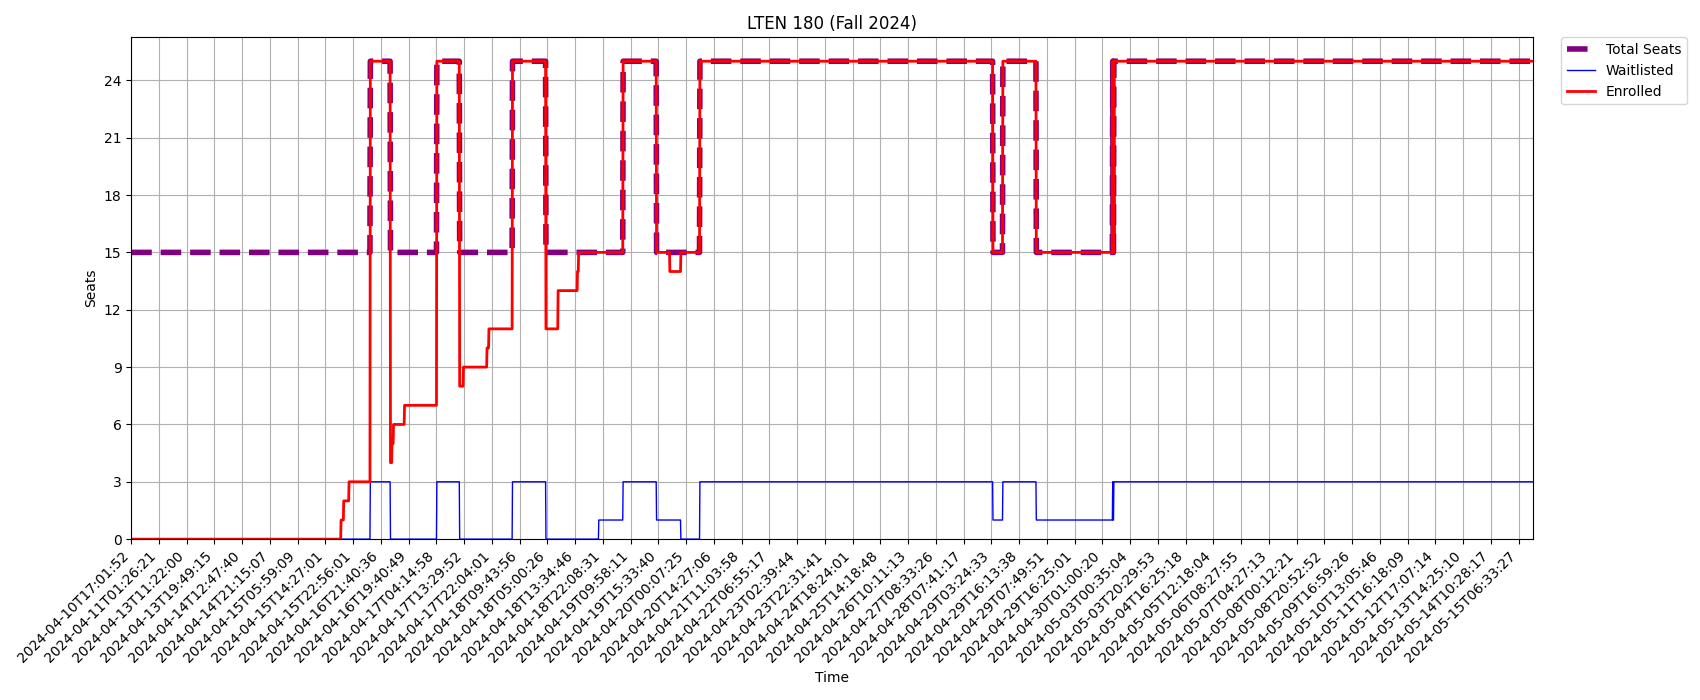 LTEN 180 (Fall 2024)
Total Seats
Waitlisted
Enrolled
Seats
24
21
18
15
12
9
6
3
0
2024-04-10T17:01:52
2024-04-11T01:26:21
2024-04-13T11:22:00
2024-04-13T19:49:15
2024-04-14T12:47:40
2024-04-14T21:15:07
2024-04-15T05:59:09
2024-04-15T14:27:01
2024-04-15T22:56:01
2024-04-16T21:40:36
2024-04-16T19:40:49
2024-04-17T04:14:58
2024-04-17T13:29:52
2024-04-17T22:04:01
2024-04-18T09:43:56
2024-04-18T05:00:26
2024-04-18T13:34:46
2024-04-18T22:08:31
2024-04-19T09:58:11
2024-04-19T15:33:40
2024-04-20T00:07:25
2024-04-20T14:27:06
2024-04-21T11:03:58
2024-04-22T06:55:17
2024-04-23T02:39:44
2024-04-23T22:31:41
2024-04-24T18:24:01
2024-04-25T14:18:48
2024-04-26T10:11:13
2024-04-27T08:33:26
2024-04-28T07:41:17
2024-04-29T03:24:33
2024-04-29T16:13:38
2024-04-29T07:49:51
2024-04-29T16:25:01
2024-04-30T01:00:20
2024-05-03T00:35:04
2024-05-03T20:29:53
2024-05-04T16:25:18
2024-05-05T12:18:04
2024-05-06T08:27:55
2024-05-07T04:27:13
2024-05-08T00:12:21
2024-05-08T20:52:52
2024-05-09T16:59:26
2024-05-10T13:05:46
2024-05-11T16:18:09
2024-05-12T17:07:14
2024-05-13T14:25:10
2024-05-14T10:28:17
2024-05-15T06:33:27
Time